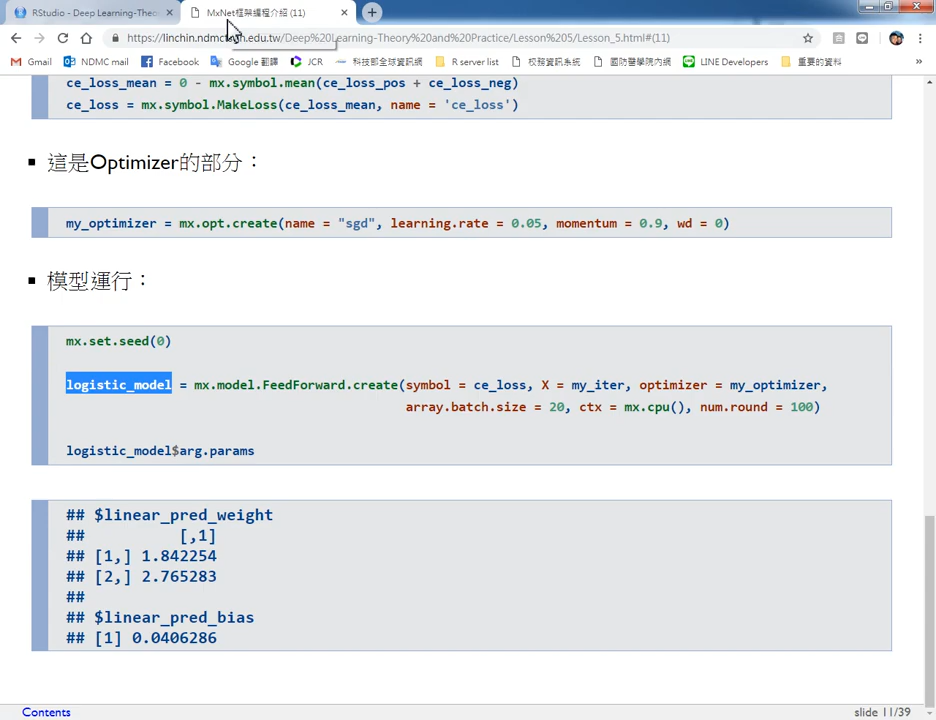 RStudio - Deep Learning-Theo
MxNet框架編程介紹 (11)
https://linchin.ndmctsgh.edu.tw/Deep%20Learning-Theory%20and%20Practice/Lesson%205/Lesson_5.html#(11)
Gmail NDMC mail Facebook Google 翻譯 JCR 科技部全球資訊網 R server list 校務資訊系統 國防醫學院內網 LINE Developers 重要的資料 »
ce_loss_mean = 0 - mx.symbol.mean(ce_loss_pos + ce_loss_neg)
ce_loss = mx.symbol.MakeLoss(ce_loss_mean, name = 'ce_loss')
▪ 這是Optimizer的部分：
my_optimizer = mx.opt.create(name = "sgd", learning.rate = 0.05, momentum = 0.9, wd = 0)
▪ 模型運行：
mx.set.seed(0)
logistic_model = mx.model.FeedForward.create(symbol = ce_loss, X = my_iter, optimizer = my_optimizer,
array.batch.size = 20, ctx = mx.cpu(), num.round = 100)
logistic_model$arg.params
## $linear_pred_weight
## [,1]
## [1,] 1.842254
## [2,] 2.765283
##
## $linear_pred_bias
## [1] 0.0406286
Contents
slide 11/39